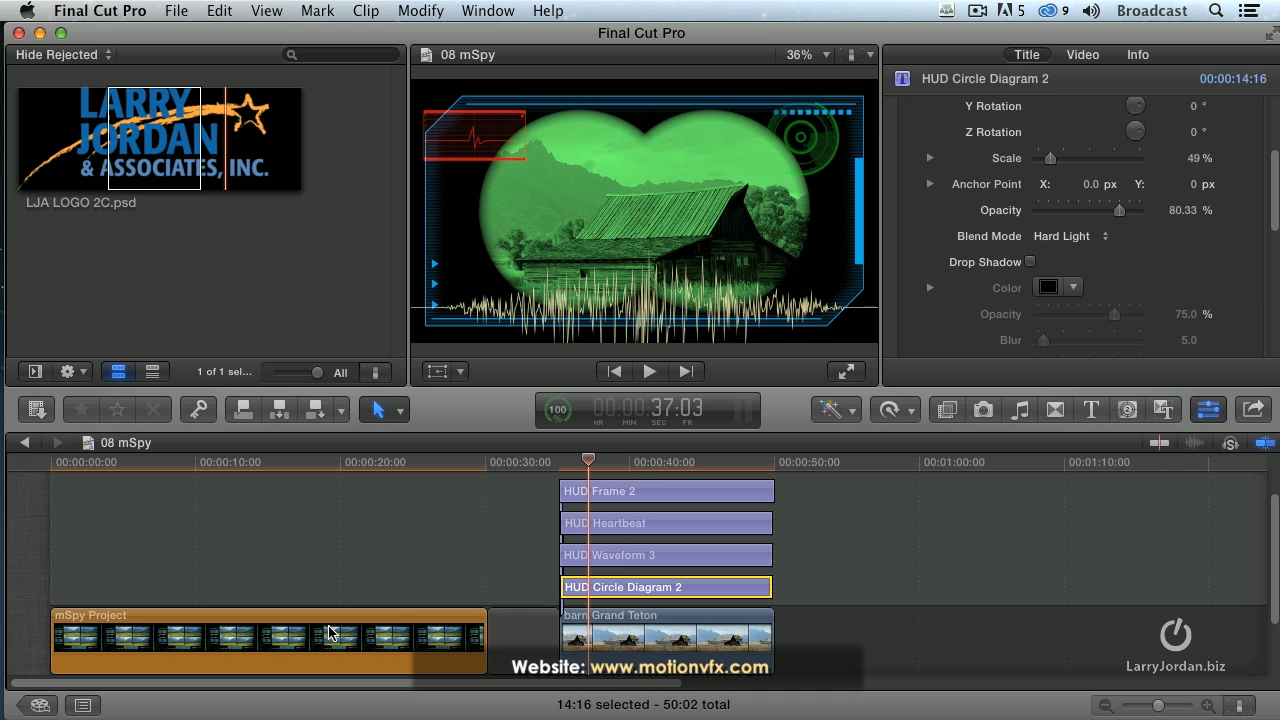 Final Cut Pro File Edit View Mark Clip Modify Window Help 5 9 Broadcast
Final Cut Pro
Hide Rejected
08 mSpy 36%
Title Video Info
HUD Circle Diagram 2 00:00:14:16
LARRY
JORDAN
& ASSOCIATES, INC.
LJA LOGO 2C.psd
Y Rotation 0 °
Z Rotation 0 °
Scale 49 %
Anchor Point X: 0.0 px Y: 0 px
Opacity 80.33 %
Blend Mode Hard Light
Drop Shadow
Color
Opacity 75.0 %
Blur 5.0
1 of 1 sel... All
100 %
00:00:37:03
HR MIN SEC FR
08 mSpy
00:00:00:00 00:00:10:00 00:00:20:00 00:00:30:00 00:00:40:00 00:00:50:00 00:01:00:00 00:01:10:00
HUD Frame 2
HUD Heartbeat
HUD Waveform 3
HUD Circle Diagram 2
mSpy Project
barn Grand Teton
Website: www.motionvfx.com
LarryJordan.biz
14:16 selected - 50:02 total